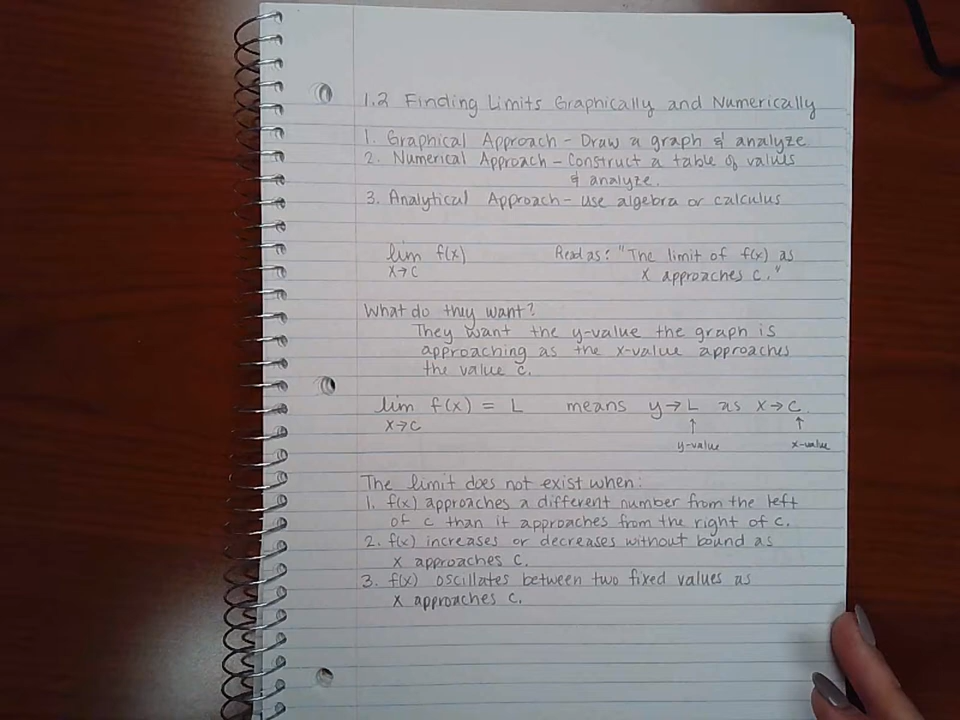 1.2 Finding Limits Graphically and Numerically
1. Graphical Approach - Draw a graph & analyze
2. Numerical Approach - Construct a table of values
& analyze.
3. Analytical Approach - Use algebra or calculus
lim f(x) Read as: "The limit of f(x) as
x→c x approaches c."
What do they want?
They want the y-value the graph is
approaching as the x-value approaches
the value c.
lim f(x) = L means y→L as x→c.
x→c ↑ ↑
y-value x-value
The limit does not exist when:
1. f(x) approaches a different number from the left
of c than it approaches from the right of c.
2. f(x) increases or decreases without bound as
x approaches c.
3. f(x) oscillates between two fixed values as
x approaches c.